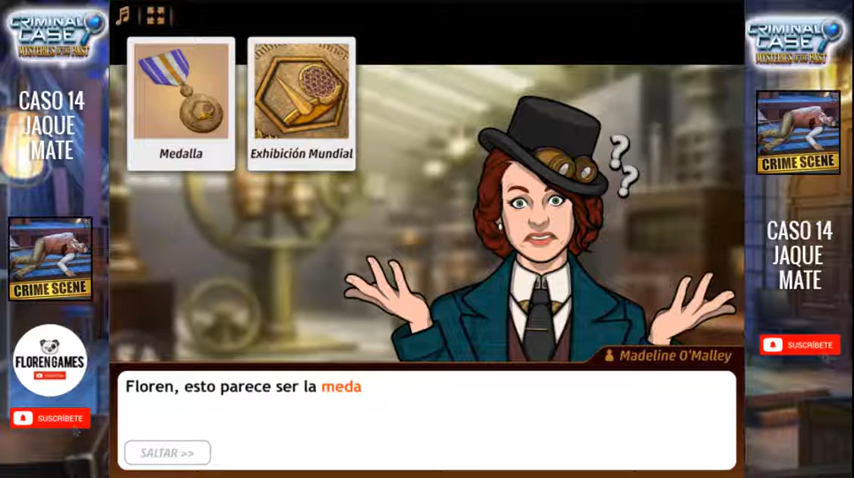 CRIMINAL
CASE
MYSTERIES OF THE PAST
CASO 14
JAQUE
MATE
CRIME SCENE
FLORENGAMES
SUSCRÍBETE
Medalla
Exhibición Mundial
??
Madeline O'Malley
Floren, esto parece ser la meda
SALTAR >>
CRIMINAL
CASE
MYSTERIES OF THE PAST
CRIME SCENE
CASO 14
JAQUE
MATE
SUSCRÍBETE